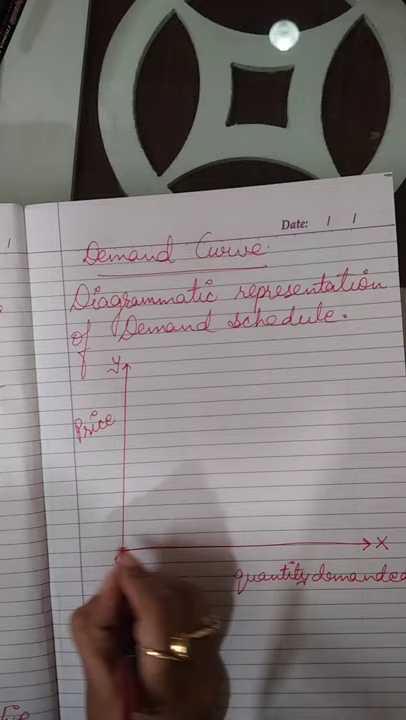 Date: / /
Demand Curve.
Diagrammatic representation
of Demand schedule.
Y
Price
X
quantity demanded